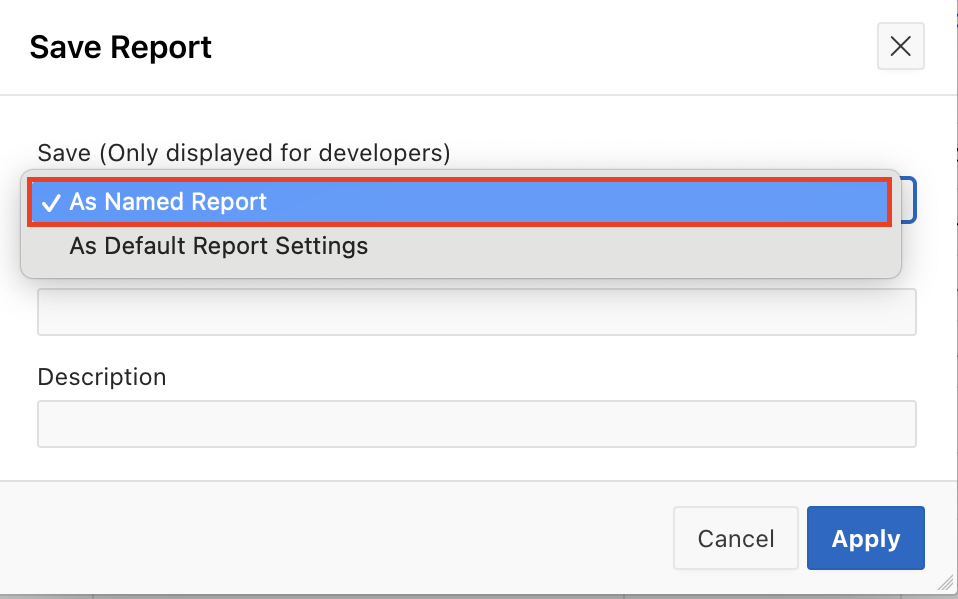 Save Report
Save (Only displayed for developers)
As Named Report
As Default Report Settings
Description
Cancel
Apply